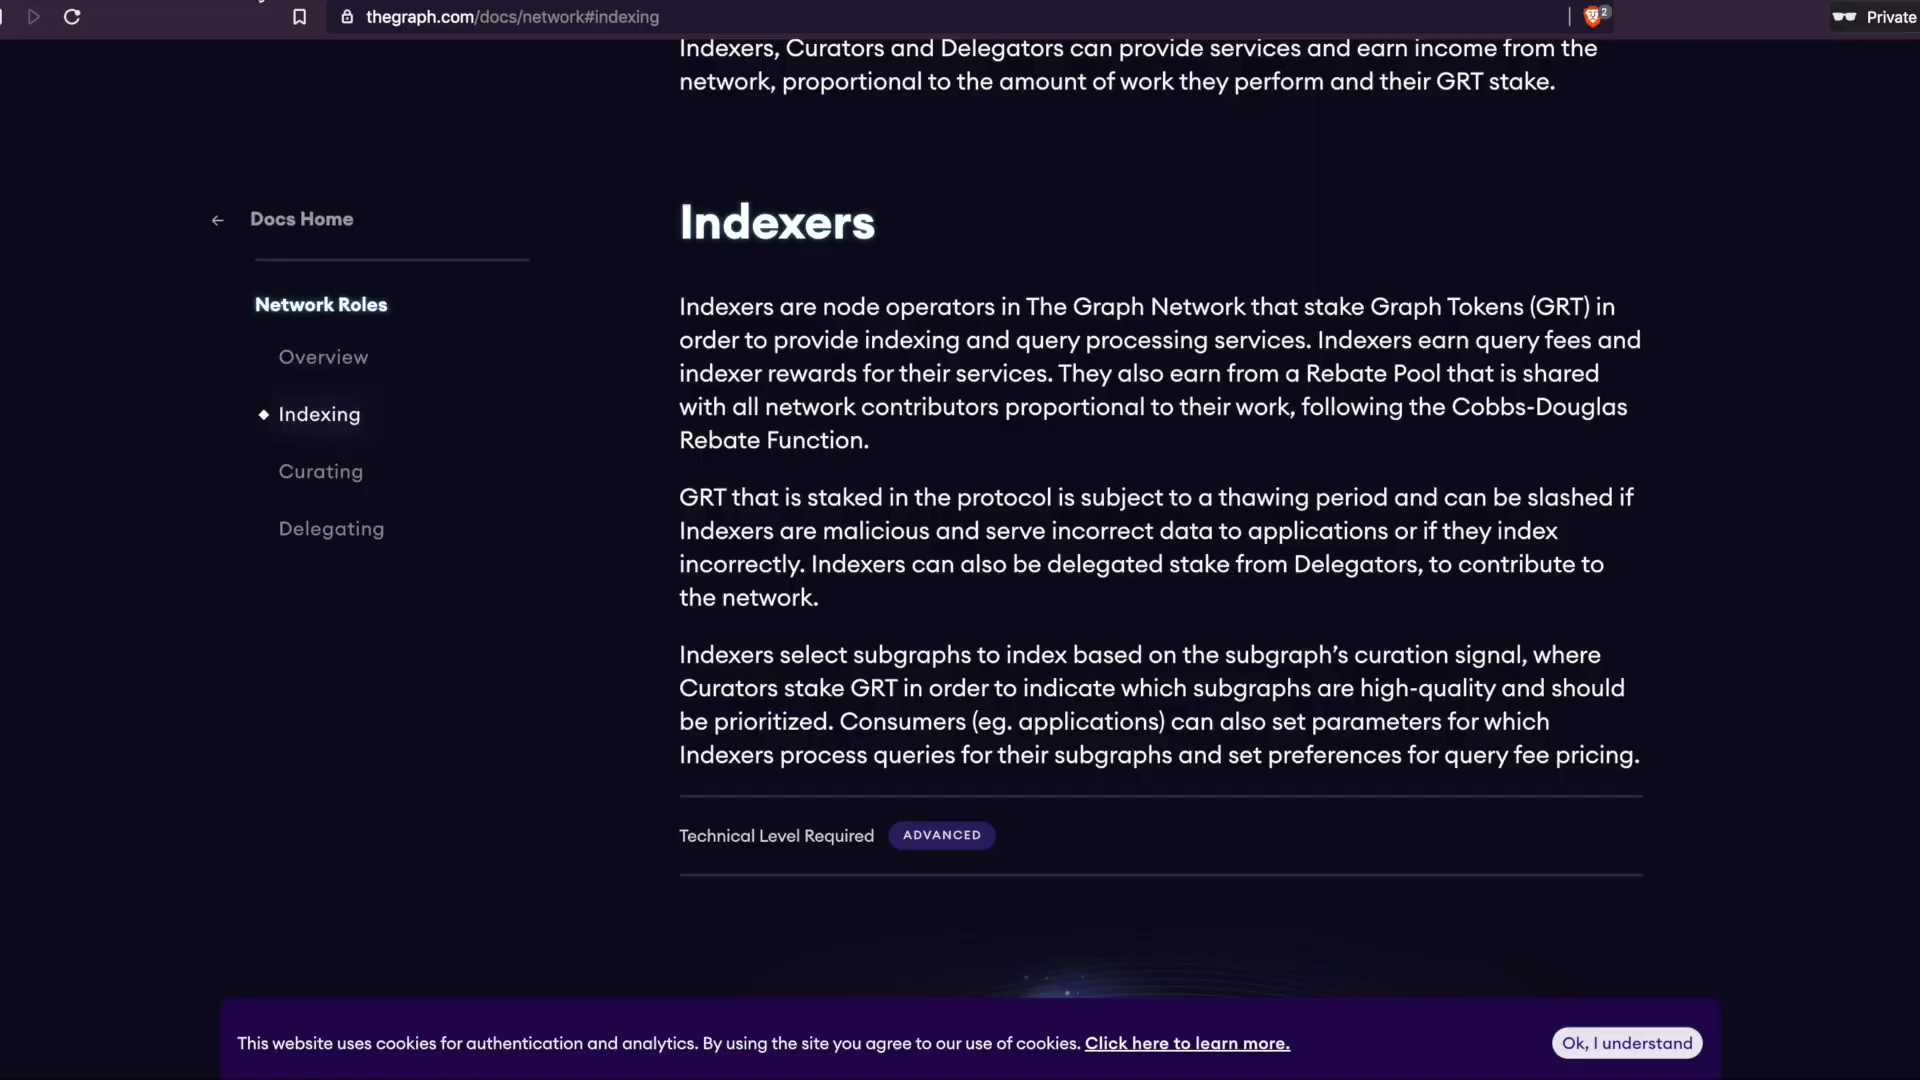 thegraph.com/docs/network#indexing
2
Private
Indexers, Curators and Delegators can provide services and earn income from the
network, proportional to the amount of work they perform and their GRT stake.
Docs Home
Network Roles
Overview
Indexing
Curating
Delegating
Indexers
Indexers are node operators in The Graph Network that stake Graph Tokens (GRT) in
order to provide indexing and query processing services. Indexers earn query fees and
indexer rewards for their services. They also earn from a Rebate Pool that is shared
with all network contributors proportional to their work, following the Cobbs-Douglas
Rebate Function.
GRT that is staked in the protocol is subject to a thawing period and can be slashed if
Indexers are malicious and serve incorrect data to applications or if they index
incorrectly. Indexers can also be delegated stake from Delegators, to contribute to
the network.
Indexers select subgraphs to index based on the subgraph’s curation signal, where
Curators stake GRT in order to indicate which subgraphs are high-quality and should
be prioritized. Consumers (eg. applications) can also set parameters for which
Indexers process queries for their subgraphs and set preferences for query fee pricing.
Technical Level Required ADVANCED
This website uses cookies for authentication and analytics. By using the site you agree to our use of cookies. Click here to learn more.
Ok, I understand